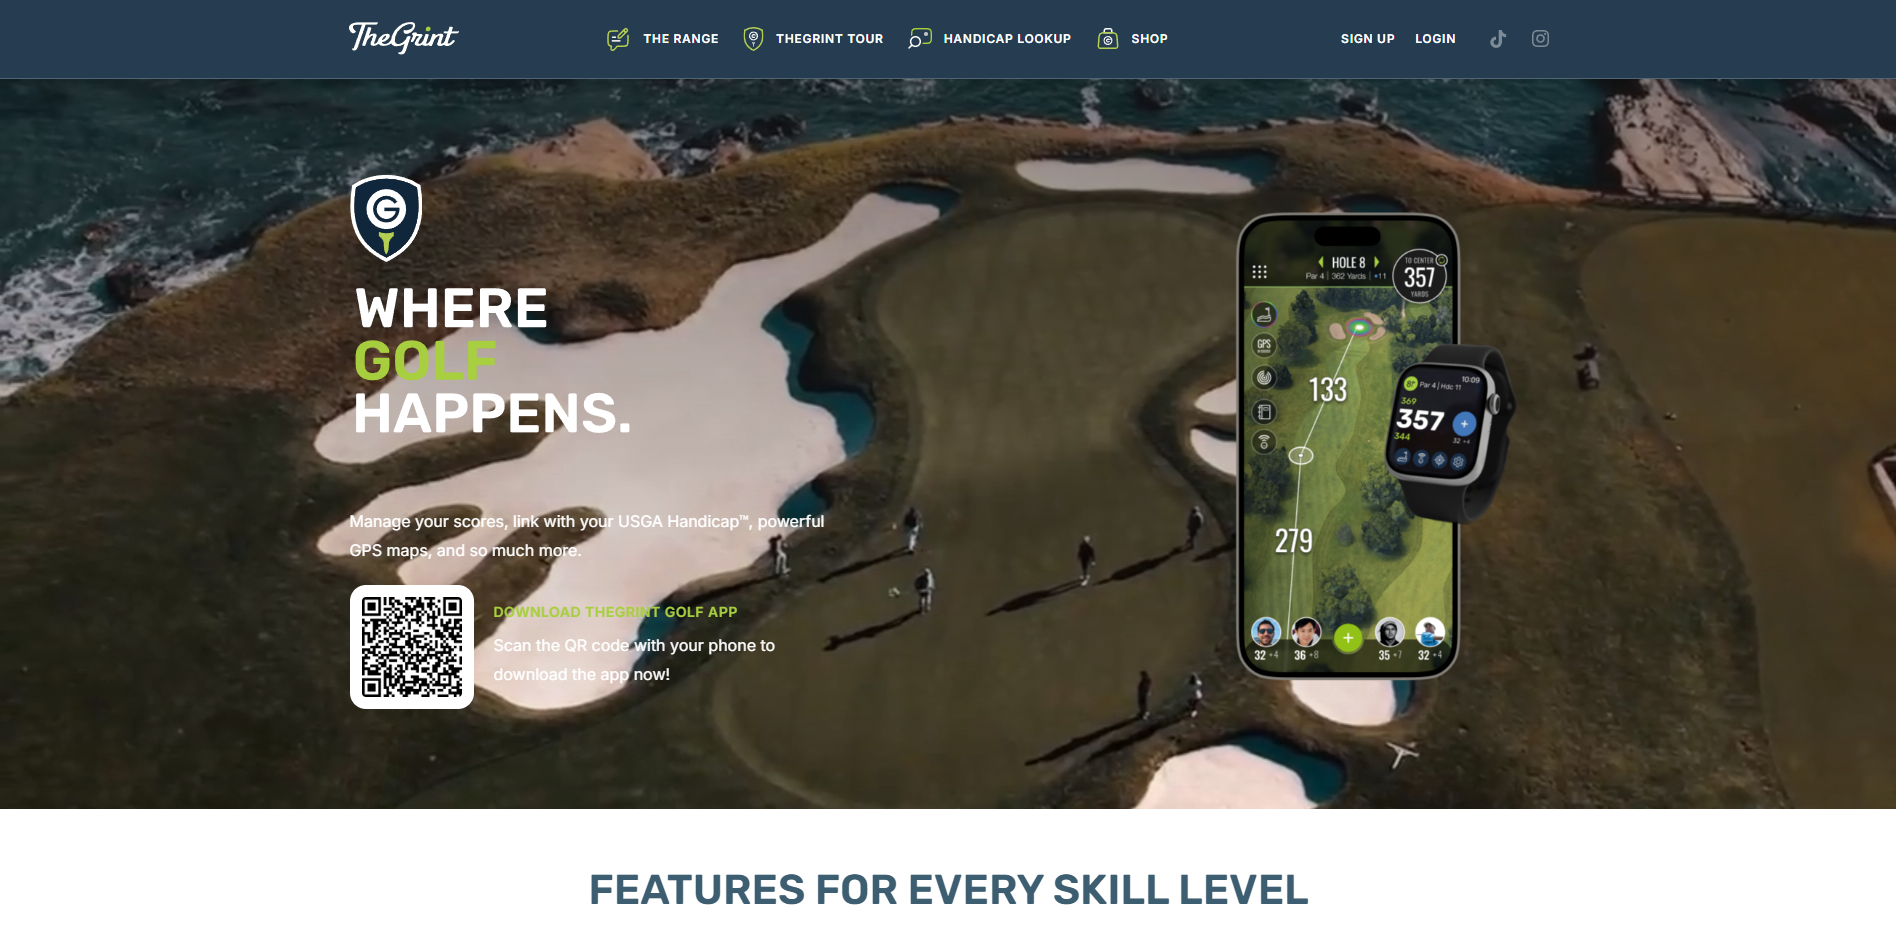 TheGrint
THE RANGE
THEGRINT TOUR
HANDICAP LOOKUP
SHOP
SIGN UP
LOGIN
G
WHERE
GOLF
HAPPENS.
Manage your scores, link with your USGA Handicap™, powerful
GPS maps, and so much more.
DOWNLOAD THEGRINT GOLF APP
Scan the QR code with your phone to
download the app now!
HOLE 8
Par 4 | 362 Yards | +11
TO CENTER
357
YARDS
GPS
133
279
32 +4
36 +8
+
35 +7
32 +4
10:09
Par 4 | Hdc 11
369
357
344
+
32 +4
FEATURES FOR EVERY SKILL LEVEL